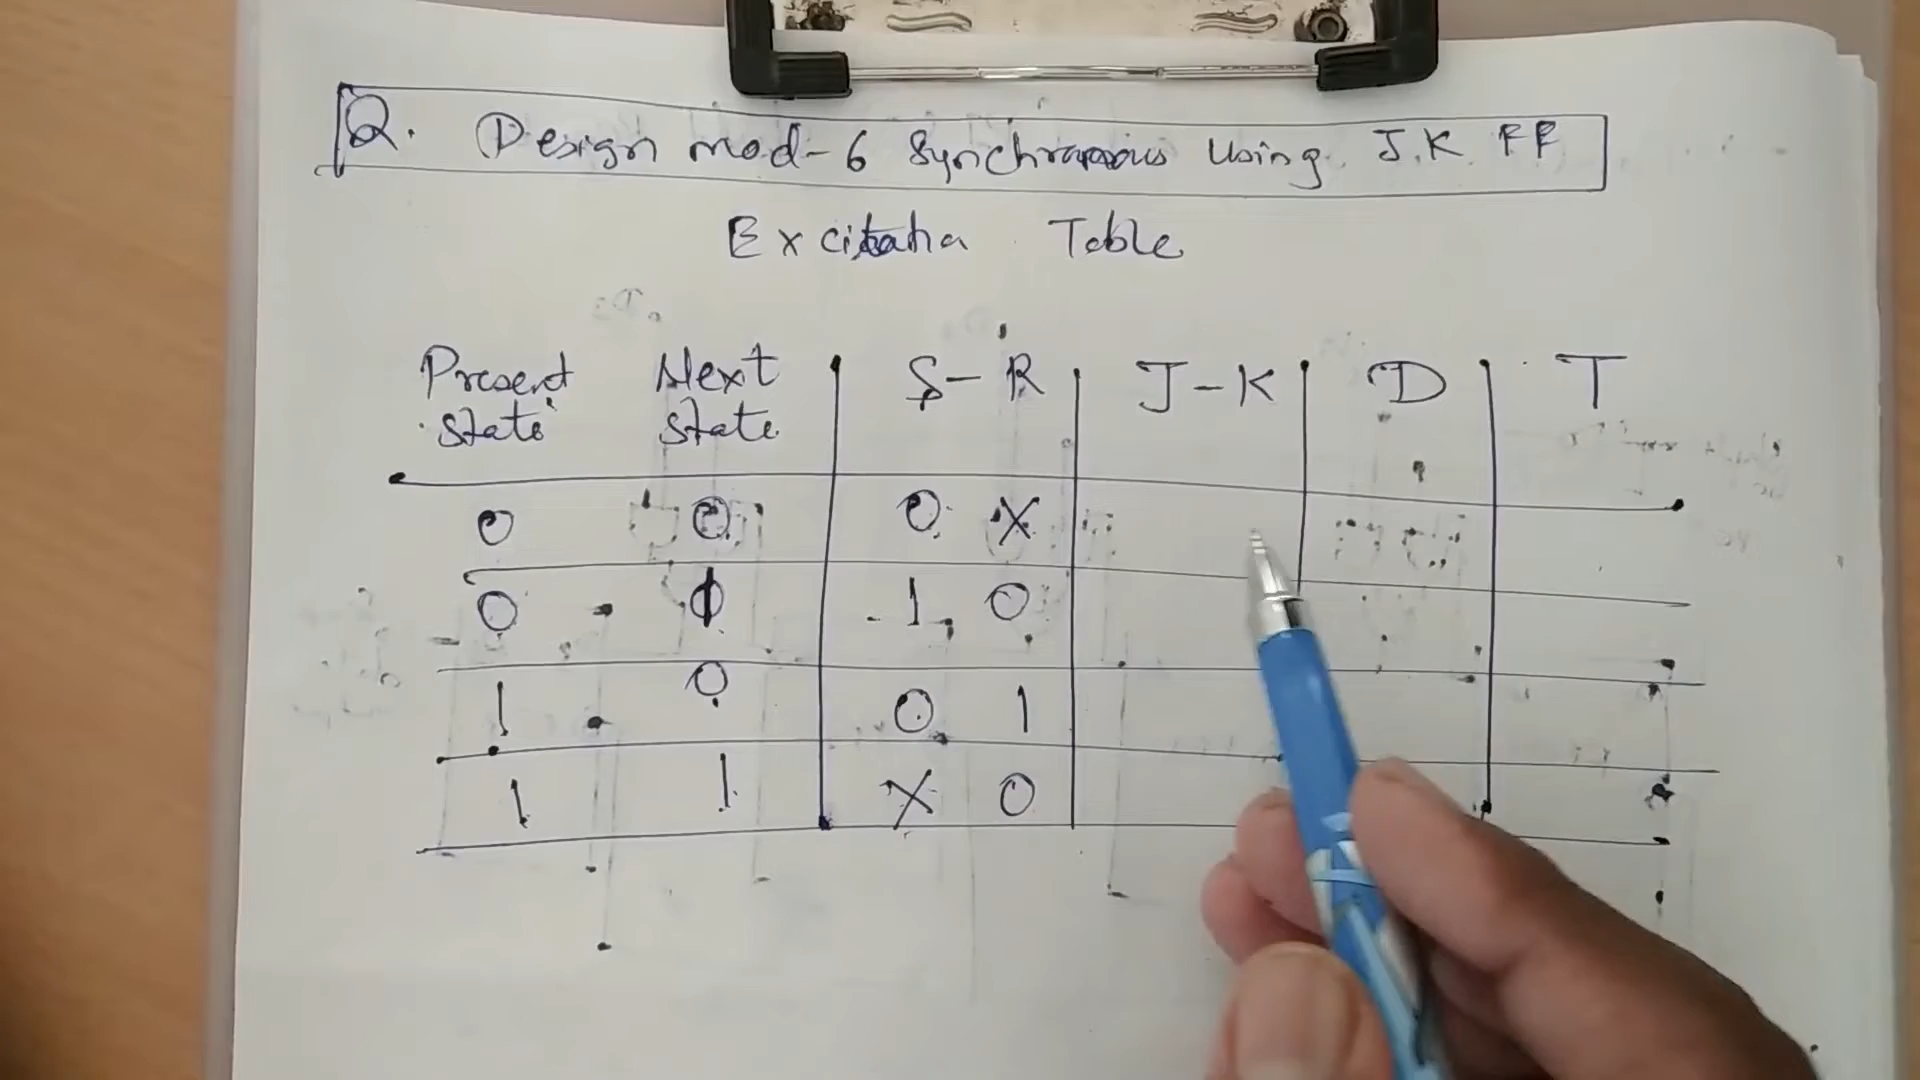 Q. Design mod-6 Synchronous Using J.K FF
Excitation Table
Present state Next state S-R J-K D T
0 0 0 X
0 1 1 0
1 0 0 1
1 1 X 0